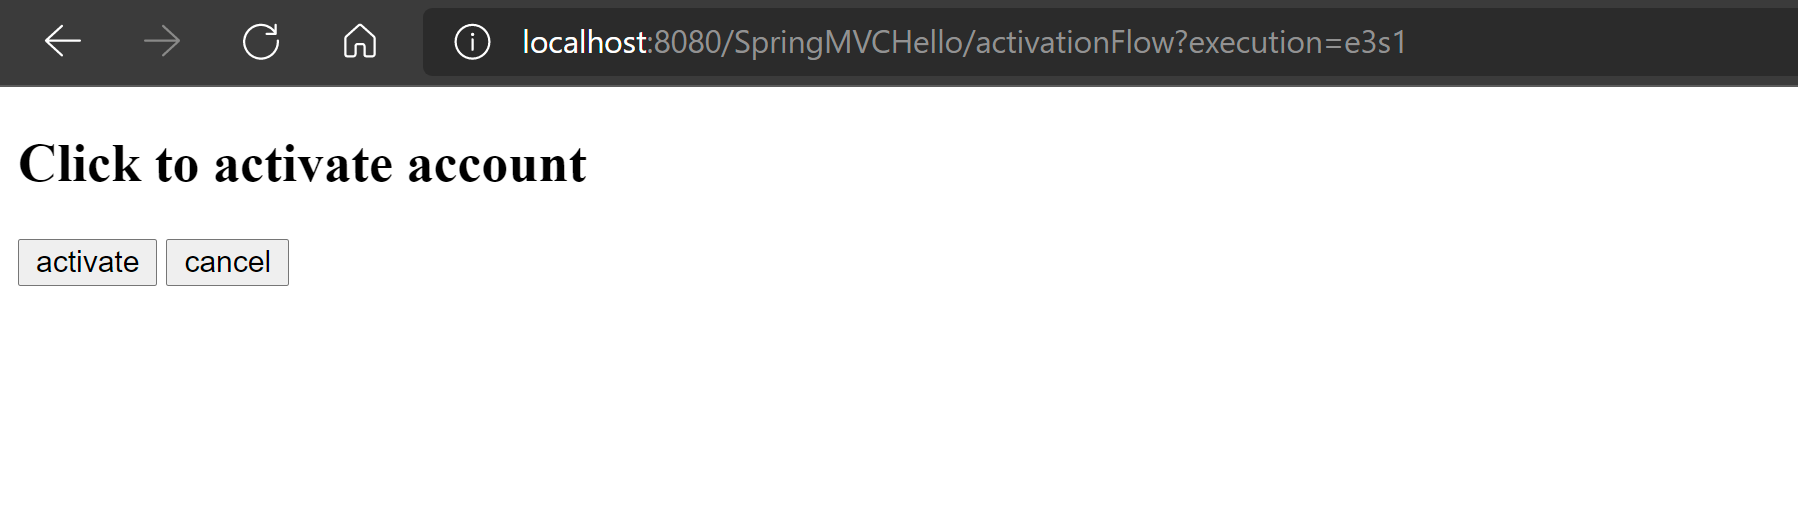 localhost:8080/SpringMVCHello/activationFlow?execution=e3s1
Click to activate account
activate cancel